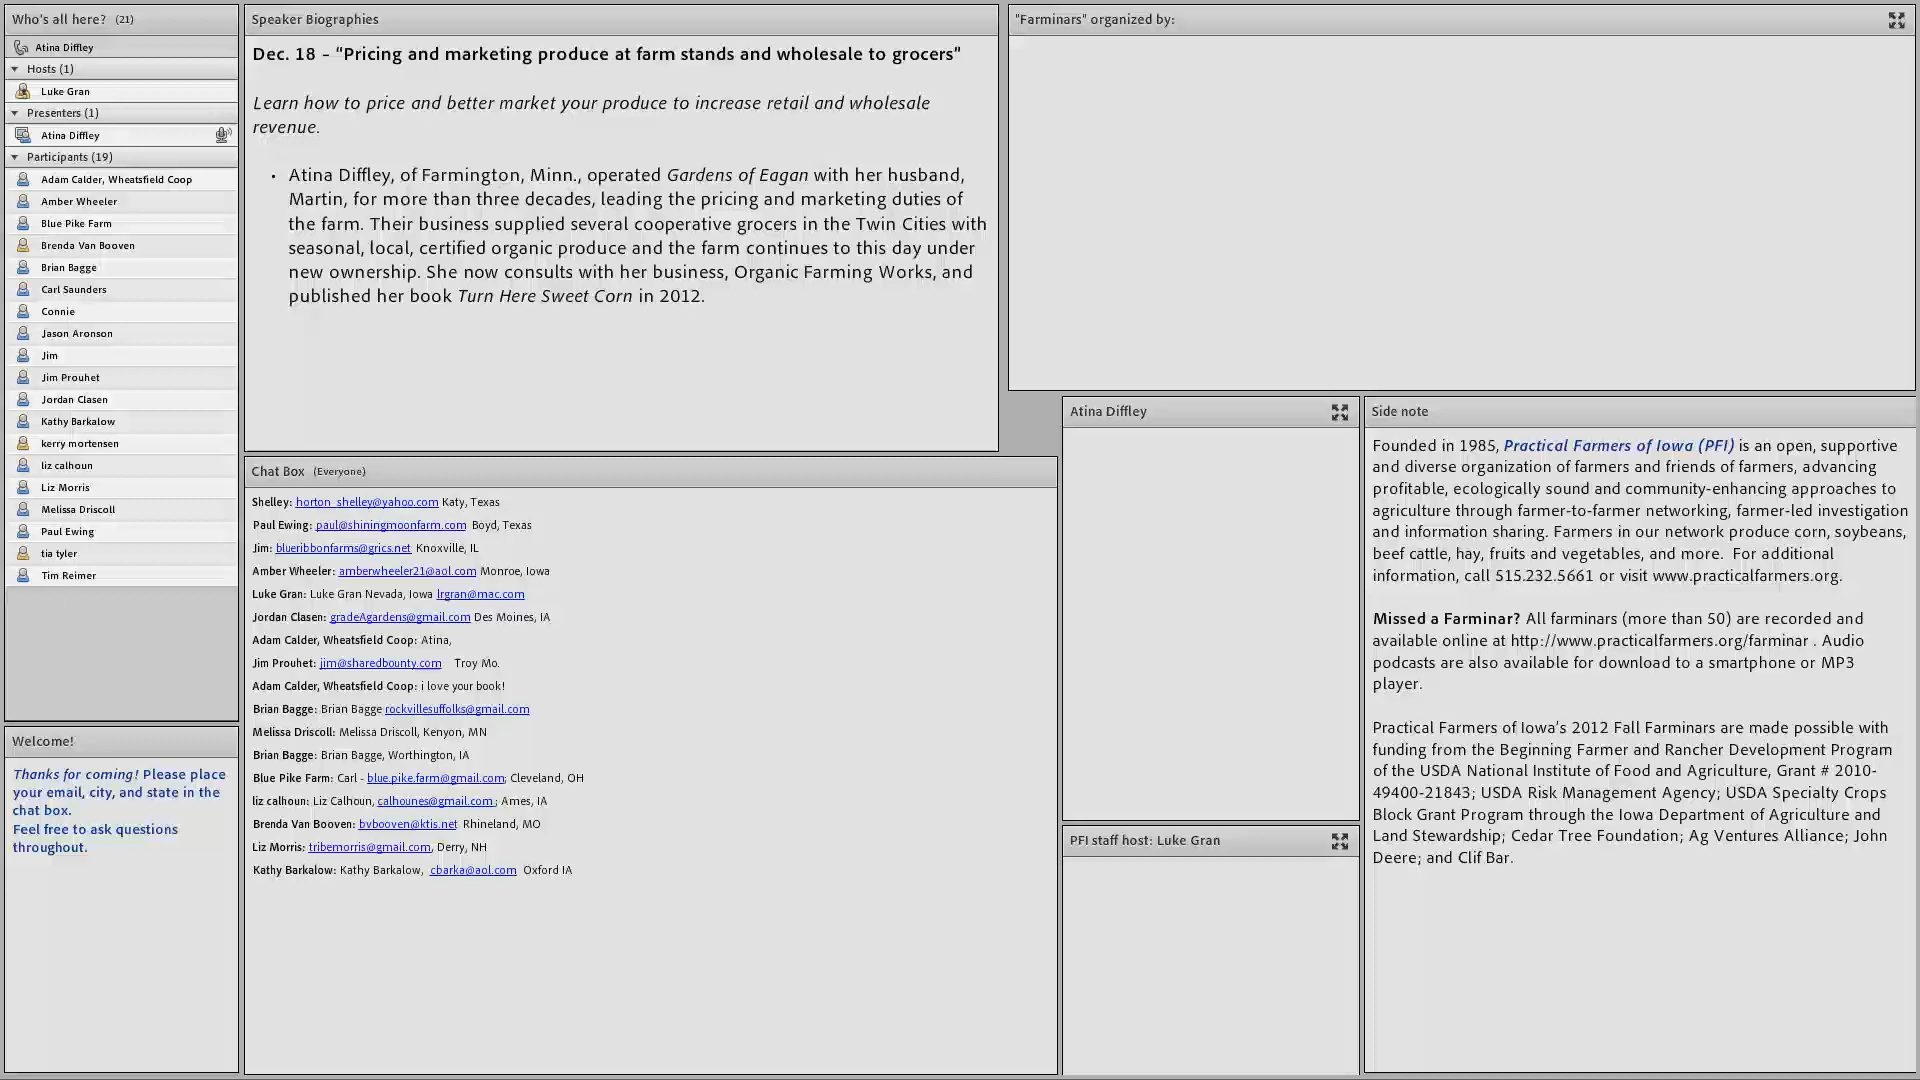 Who's all here? (21)
Atina Diffley
Hosts (1)
Luke Gran
Presenters (1)
Atina Diffley
Participants (19)
Adam Calder, Wheatsfield Coop
Amber Wheeler
Blue Pike Farm
Brenda Van Booven
Brian Bagge
Carl Saunders
Connie
Jason Aronson
Jim
Jim Prouhet
Jordan Clasen
Kathy Barkalow
kerry mortensen
liz calhoun
Liz Morris
Melissa Driscoll
Paul Ewing
tia tyler
Tim Reimer
Welcome!
Thanks for coming! Please place
your email, city, and state in the
chat box.
Feel free to ask questions
throughout.
Speaker Biographies
Dec. 18 – “Pricing and marketing produce at farm stands and wholesale to grocers”
Learn how to price and better market your produce to increase retail and wholesale
revenue.
• Atina Diffley, of Farmington, Minn., operated Gardens of Eagan with her husband,
Martin, for more than three decades, leading the pricing and marketing duties of
the farm. Their business supplied several cooperative grocers in the Twin Cities with
seasonal, local, certified organic produce and the farm continues to this day under
new ownership. She now consults with her business, Organic Farming Works, and
published her book Turn Here Sweet Corn in 2012.
Chat Box (Everyone)
Shelley: horton_shelley@yahoo.com Katy, Texas
Paul Ewing: paul@shiningmoonfarm.com Boyd, Texas
Jim: blueribbonfarms@grics.net Knoxville, IL
Amber Wheeler: amberwheeler21@aol.com Monroe, Iowa
Luke Gran: Luke Gran Nevada, Iowa lrgran@mac.com
Jordan Clasen: gradeAgardens@gmail.com Des Moines, IA
Adam Calder, Wheatsfield Coop: Atina,
Jim Prouhet: jim@sharedbounty.com Troy Mo.
Adam Calder, Wheatsfield Coop: i love your book!
Brian Bagge: Brian Bagge rockvillesuffolks@gmail.com
Melissa Driscoll: Melissa Driscoll, Kenyon, MN
Brian Bagge: Brian Bagge, Worthington, IA
Blue Pike Farm: Carl - blue.pike.farm@gmail.com; Cleveland, OH
liz calhoun: Liz Calhoun, calhounes@gmail.com ; Ames, IA
Brenda Van Booven: bvbooven@ktis.net Rhineland, MO
Liz Morris: tribemorris@gmail.com, Derry, NH
Kathy Barkalow: Kathy Barkalow, cbarka@aol.com Oxford IA
"Farminars" organized by:
Atina Diffley
PFI staff host: Luke Gran
Side note
Founded in 1985, Practical Farmers of Iowa (PFI) is an open, supportive
and diverse organization of farmers and friends of farmers, advancing
profitable, ecologically sound and community-enhancing approaches to
agriculture through farmer-to-farmer networking, farmer-led investigation
and information sharing. Farmers in our network produce corn, soybeans,
beef cattle, hay, fruits and vegetables, and more. For additional
information, call 515.232.5661 or visit www.practicalfarmers.org.
Missed a Farminar? All farminars (more than 50) are recorded and
available online at http://www.practicalfarmers.org/farminar . Audio
podcasts are also available for download to a smartphone or MP3
player.
Practical Farmers of Iowa’s 2012 Fall Farminars are made possible with
funding from the Beginning Farmer and Rancher Development Program
of the USDA National Institute of Food and Agriculture, Grant # 2010-
49400-21843; USDA Risk Management Agency; USDA Specialty Crops
Block Grant Program through the Iowa Department of Agriculture and
Land Stewardship; Cedar Tree Foundation; Ag Ventures Alliance; John
Deere; and Clif Bar.